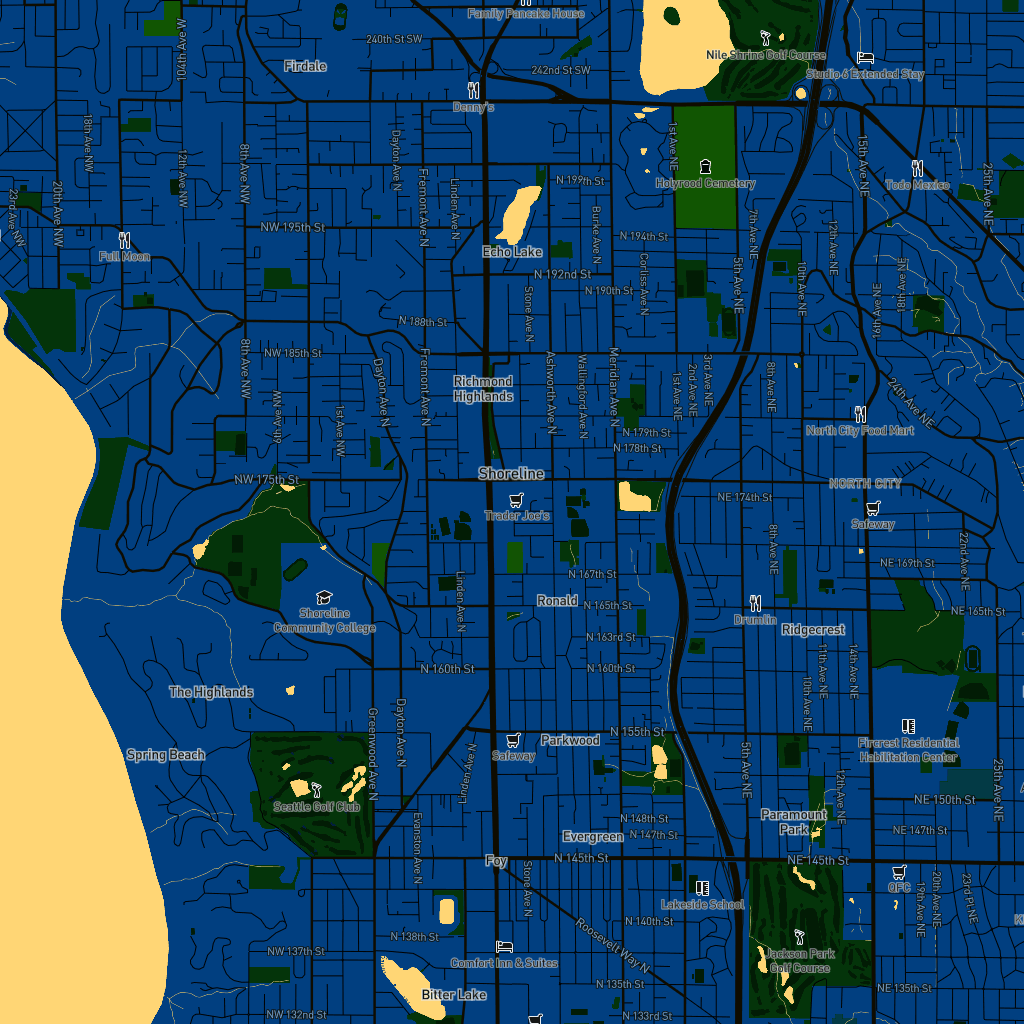 Family Pancake House
104th Ave W
240th St SW
Nile Shrine Golf Course
Firdale
242nd St SW
Studio 6 Extended Stay
Denny's
18th Ave NW
12th Ave NW
8th Ave NW
Dayton Ave N
1st Ave NE
15th Ave NE
25th Ave NE
Holyrood Cemetery
Todo Mexico
N 199th St
20th Ave NW
23rd Ave NW
Fremont Ave N
Linden Ave N
Burke Ave N
7th Ave NE
12th Ave NE
NW 195th St
N 194th St
Full Moon
Echo Lake
N 192nd St
Corliss Ave N
5th Ave NE
10th Ave NE
18th Ave NE
N 190th St
Stone Ave N
16th Ave NE
N 188th St
NW 185th St
8th Ave NW
Dayton Ave N
Fremont Ave N
Ashworth Ave N
Wallingford Ave N
Meridian Ave N
1st Ave NE
2nd Ave NE
3rd Ave NE
8th Ave NE
24th Ave NE
Richmond
Highlands
4th Ave NW
1st Ave NW
North City Food Mart
N 179th St
N 178th St
NW 175th St
Shoreline
NORTH CITY
NE 174th St
Trader Joe's
Safeway
8th Ave NE
22nd Ave NE
NE 169th St
N 167th St
Linden Ave N
Ronald
N 165th St
NE 165th St
Shoreline
Community College
Drumlin
Ridgecrest
N 163rd St
N 160th St
N 160th St
11th Ave NE
14th Ave NE
The Highlands
10th Ave NE
Greenwood Ave N
Dayton Ave N
N 155th St
Parkwood
Safeway
Spring Beach
Fircrest Residential
Habilitation Center
5th Ave NE
12th Ave NE
25th Ave NE
Linden Ave N
Seattle Golf Club
NE 150th St
Evanston Ave N
N 148th St
N 147th St
Paramount
Park
NE 147th St
Evergreen
N 145th St
Foy
NE 145th St
Stone Ave N
QFC
Lakeside School
19th Ave NE
20th Ave NE
23rd Pl NE
N 140th St
Roosevelt Way N
N 138th St
NW 137th St
Comfort Inn & Suites
Jackson Park
Golf Course
N 135th St
NE 135th St
Bitter Lake
NW 132nd St
N 133rd St